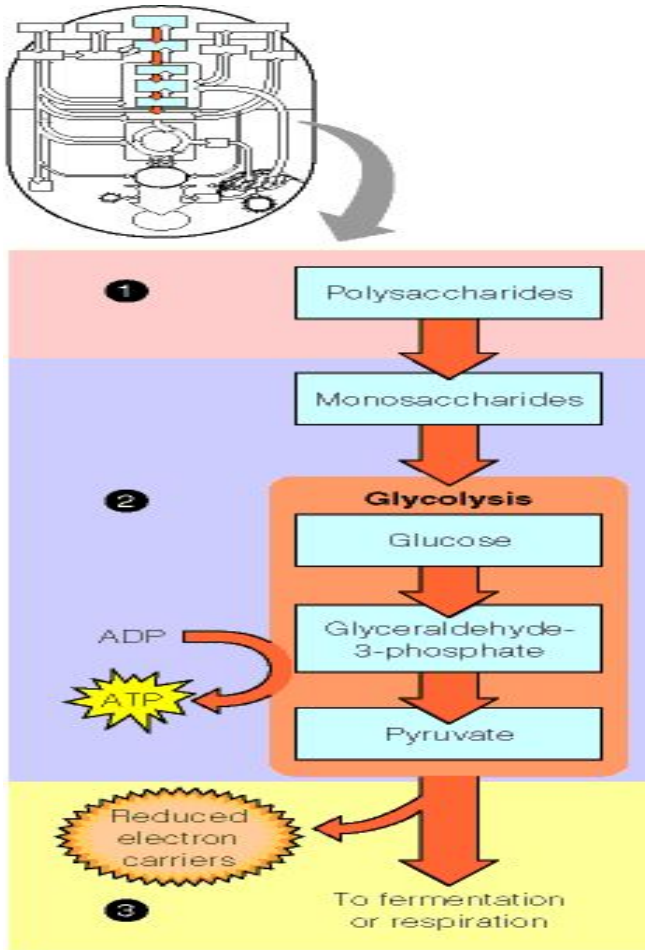 1
Polysaccharides
Monosaccharides
2
Glycolysis
Glucose
Glyceraldehyde-
3-phosphate
ADP
ATP
Pyruvate
Reduced
electron
carriers
3
To fermentation
or respiration